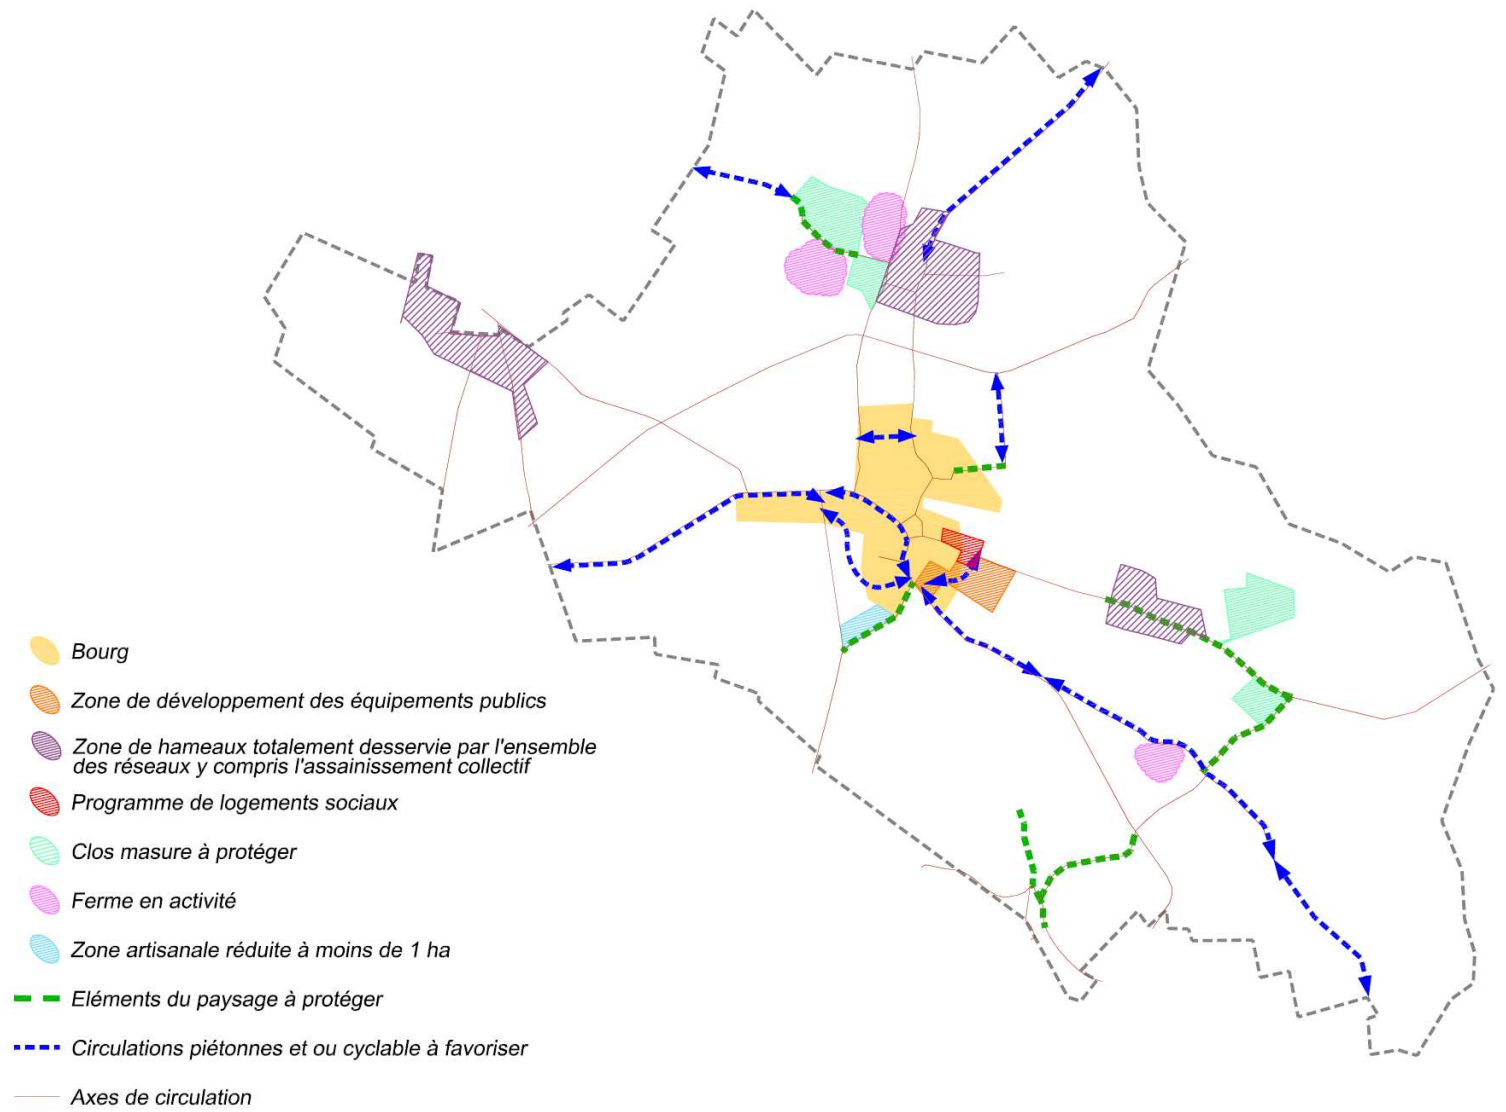 Bourg
Zone de développement des équipements publics
Zone de hameaux totalement desservie par l'ensemble
des réseaux y compris l'assainissement collectif
Programme de logements sociaux
Clos masure à protéger
Ferme en activité
Zone artisanale réduite à moins de 1 ha
Eléments du paysage à protéger
Circulations piétonnes et ou cyclable à favoriser
Axes de circulation